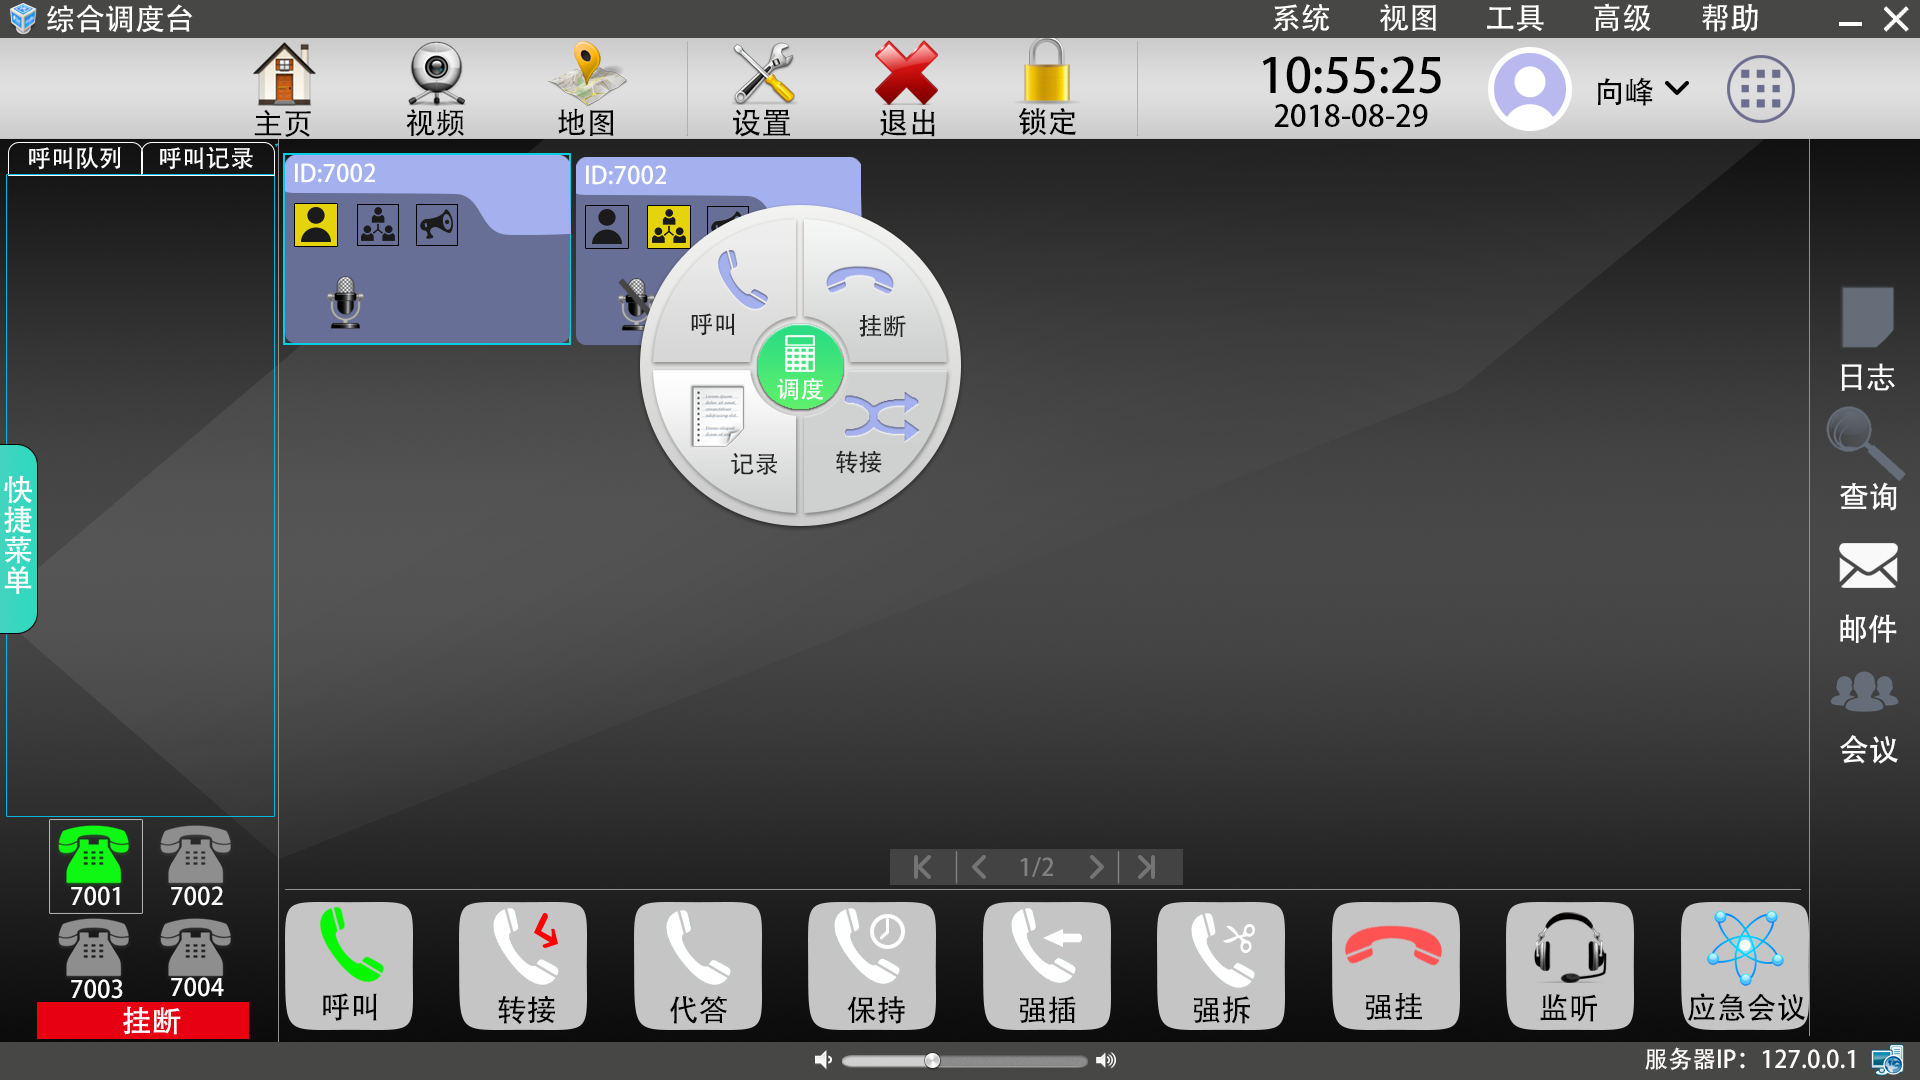 综合调度台
系统 视图 工具 高级 帮助
主页 视频 地图 设置 退出 锁定
10:55:25
2018-08-29
向峰
呼叫队列 呼叫记录
ID:7002
ID:7002
呼叫
挂断
调度
记录
转接
快捷菜单
日志
查询
邮件
会议
1/2
7001 7002
7003 7004
挂断
呼叫 转接 代答 保持 强插 强拆 强挂 监听 应急会议
服务器IP：127.0.0.1